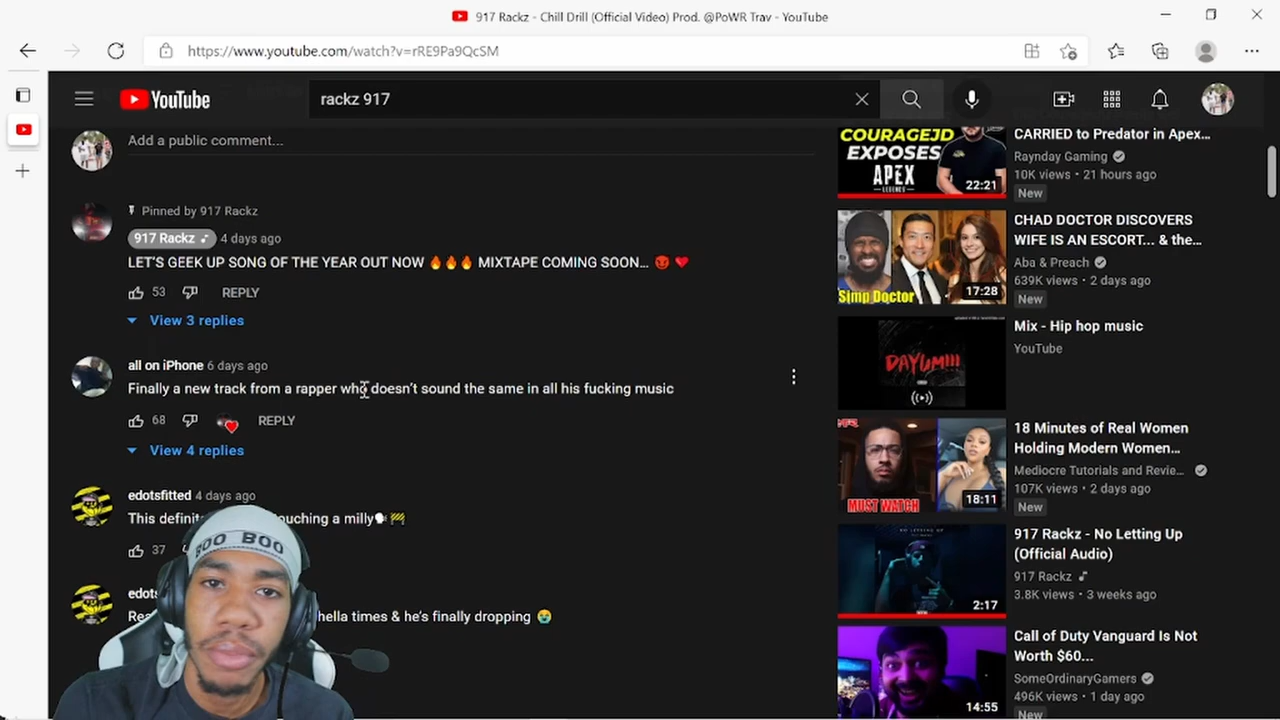 917 Rackz - Chill Drill (Official Video) Prod. @PoWR Trav - YouTube
https://www.youtube.com/watch?v=rRE9Pa9QcSM
YouTube
rackz 917
Add a public comment...
Pinned by 917 Rackz
917 Rackz 4 days ago
LET'S GEEK UP SONG OF THE YEAR OUT NOW 🔥🔥🔥 MIXTAPE COMING SOON... 😈 ❤️
53 REPLY
View 3 replies
all on iPhone 6 days ago
Finally a new track from a rapper who doesn't sound the same in all his fucking music
68 REPLY
View 4 replies
edotsfitted 4 days ago
This touching a milly🗣🚧
37
hella times & he's finally dropping 😭
BOO BOO
COURAGEJD
EXPOSES
APEX
LEGENDS
22:21
CARRIED to Predator in Apex...
Raynday Gaming
10K views • 21 hours ago
New
Simp Doctor
17:28
CHAD DOCTOR DISCOVERS
WIFE IS AN ESCORT... & the...
Aba & Preach
639K views • 2 days ago
New
DAYUM!!!
Mix - Hip hop music
YouTube
MUST WATCH
18:11
18 Minutes of Real Women
Holding Modern Women...
Mediocre Tutorials and Revie...
107K views • 2 days ago
New
NO LETTING UP
2:17
917 Rackz - No Letting Up
(Official Audio)
917 Rackz
3.8K views • 3 weeks ago
14:55
Call of Duty Vanguard Is Not
Worth $60...
SomeOrdinaryGamers
496K views • 1 day ago
New